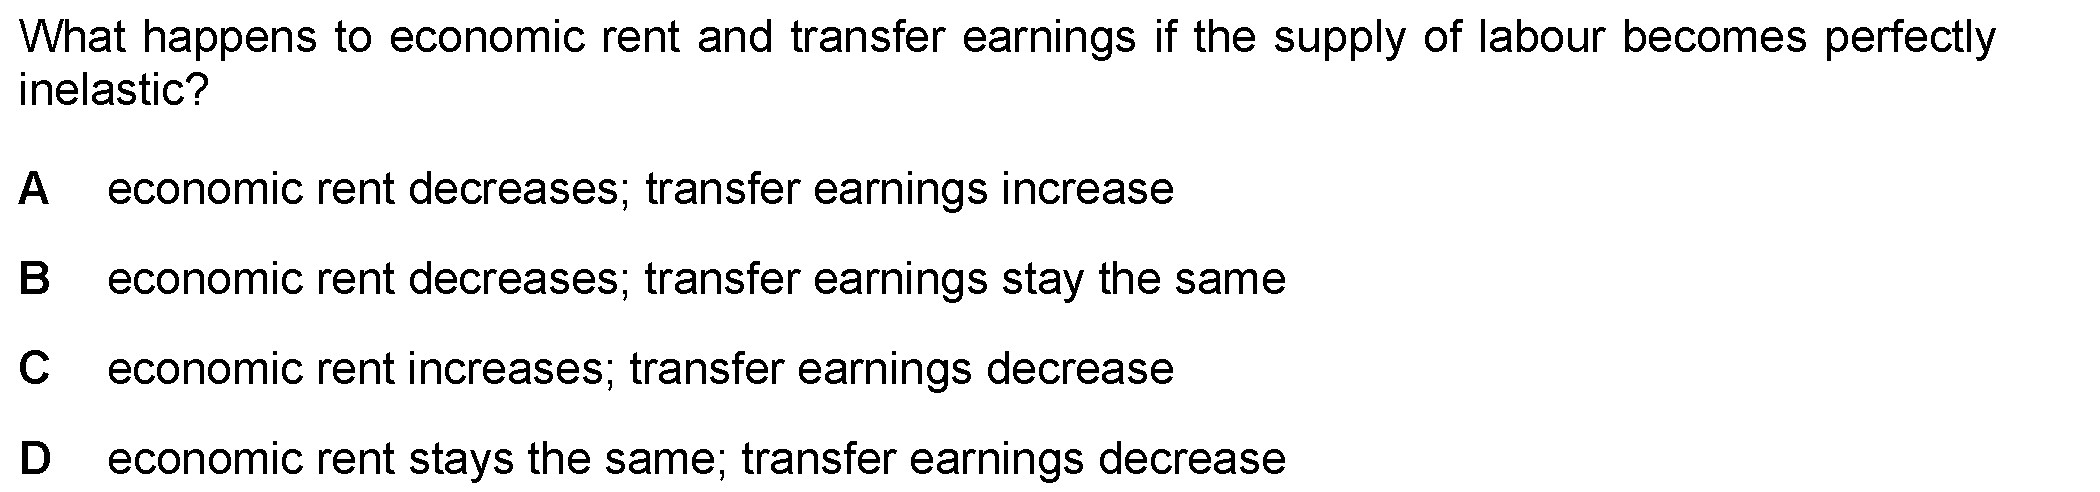 What happens to economic rent and transfer earnings if the supply of labour becomes perfectly
inelastic?
A economic rent decreases; transfer earnings increase
B economic rent decreases; transfer earnings stay the same
C economic rent increases; transfer earnings decrease
D economic rent stays the same; transfer earnings decrease